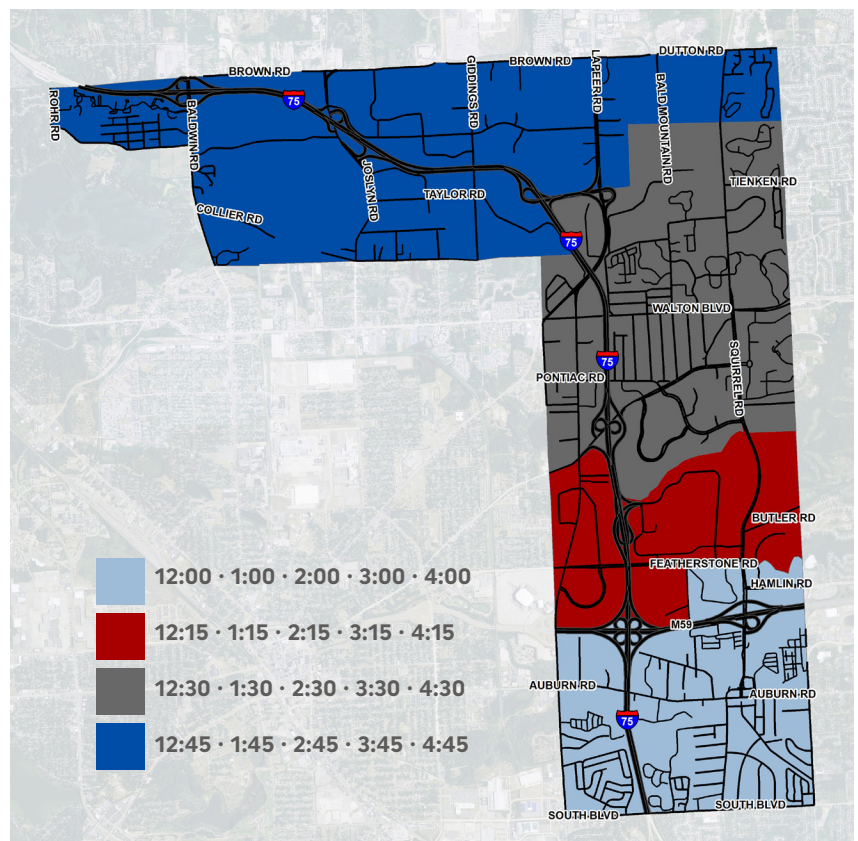 DUTTON RD
BROWN RD
BROWN RD
GIDDINGS RD
LAPEER RD
BALD MOUNTAIN RD
ROHR RD
75
BALDWIN RD
JOSLYN RD
TAYLOR RD
TIENKEN RD
COLLIER RD
75
WALTON BLVD
SQUIRREL RD
75
PONTIAC RD
BUTLER RD
FEATHERSTONE RD
HAMLIN RD
M59
AUBURN RD
AUBURN RD
75
SOUTH BLVD
SOUTH BLVD
12:00 · 1:00 · 2:00 · 3:00 · 4:00
12:15 · 1:15 · 2:15 · 3:15 · 4:15
12:30 · 1:30 · 2:30 · 3:30 · 4:30
12:45 · 1:45 · 2:45 · 3:45 · 4:45